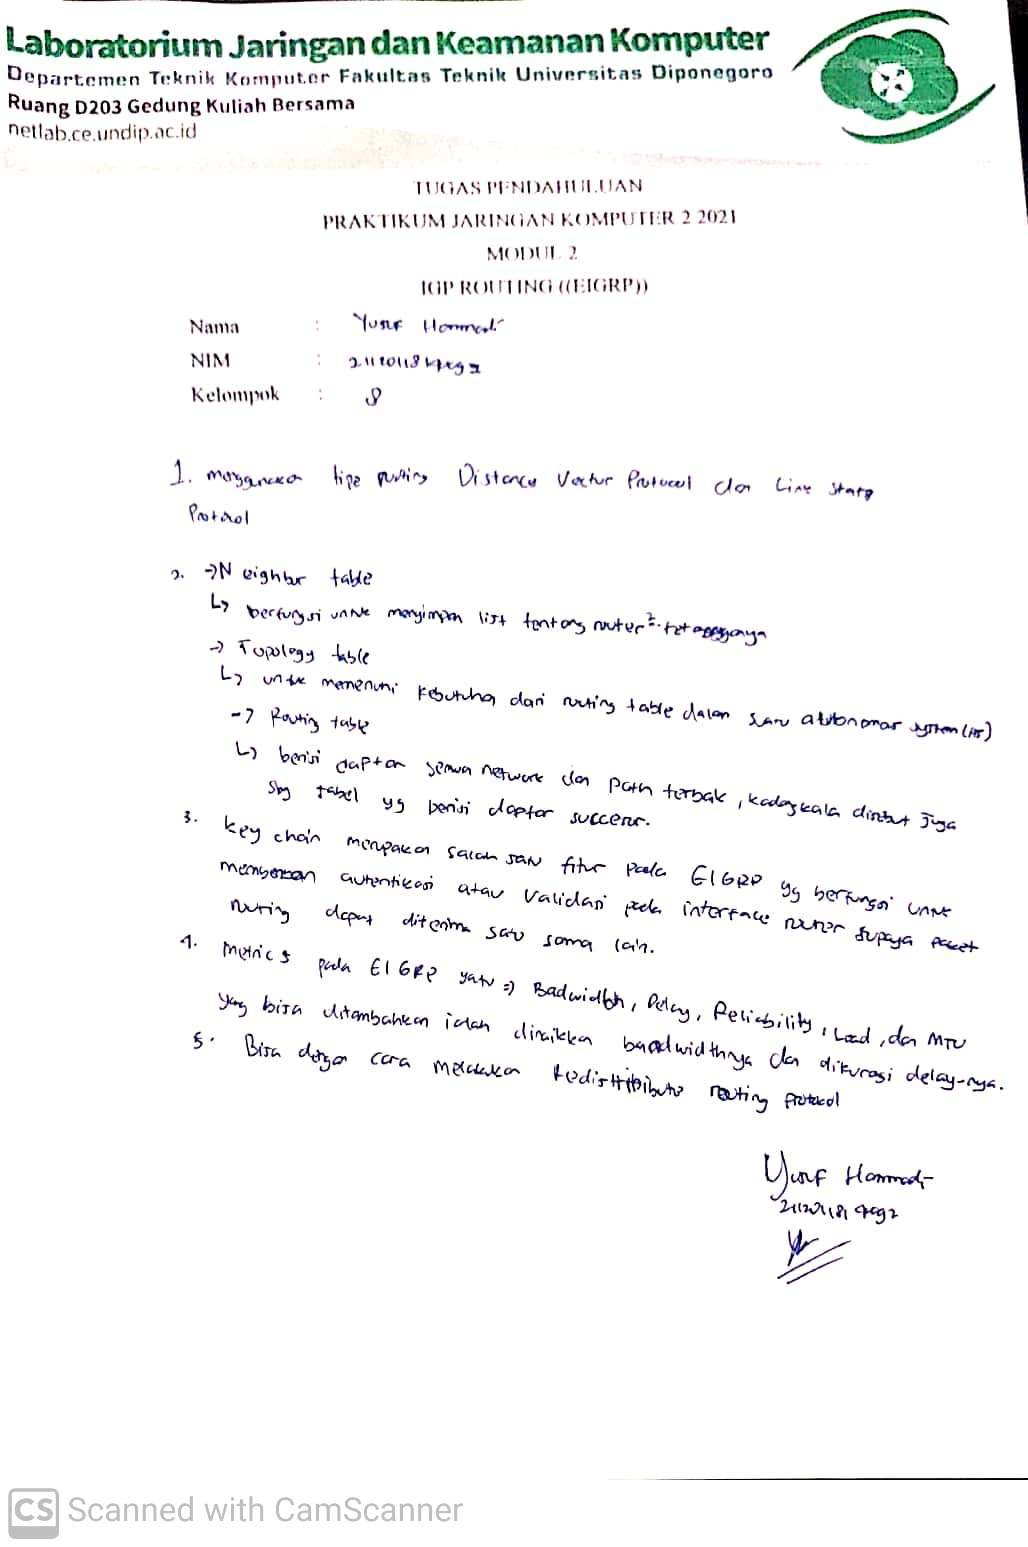 Laboratorium Jaringan dan Keamanan Komputer
Departemen Teknik Komputer Fakultas Teknik Universitas Diponegoro
Ruang D203 Gedung Kuliah Bersama
netlab.ce.undip.ac.id
TUGAS PENDAHULUAN
PRAKTIKUM JARINGAN KOMPUTER 2 2021
MODUL 2
IGP ROUTING ((EIGRP))
Nama : Yusuf Hammadi
NIM :
Kelompok : 8
1. menggunakan tipe routing Distance Vector Protocol dan Link State
Protocol
2. → Neighbor table
↳ berfungsi untuk menyimpan list tentang router² tetangganya
→ Topology table
↳ untuk memenuhi kebutuhan dari routing table dalam satu autonomar system (AS)
→ Routing table
↳ berisi daftar semua network dan path terbaik, kadangkala disebut juga
sbg tabel yg berisi daftar succesor.
3. key chain merupakan salah satu fitur pada EIGRP yg berfungsi untuk
memberikan autentikasi atau validasi pada interface router supaya paket
routing dapat diterima satu sama lain.
4. Metrics pada EIGRP yaitu => Badwidth, Delay, Reliability, Load, dan MTU
yang bisa ditambahkan ialah dinaikkan bandwidthnya dan dikurangi delay-nya.
5. Bisa dengan cara melakukan redistribute routing protocol
Yusuf Hammadi
CS Scanned with CamScanner